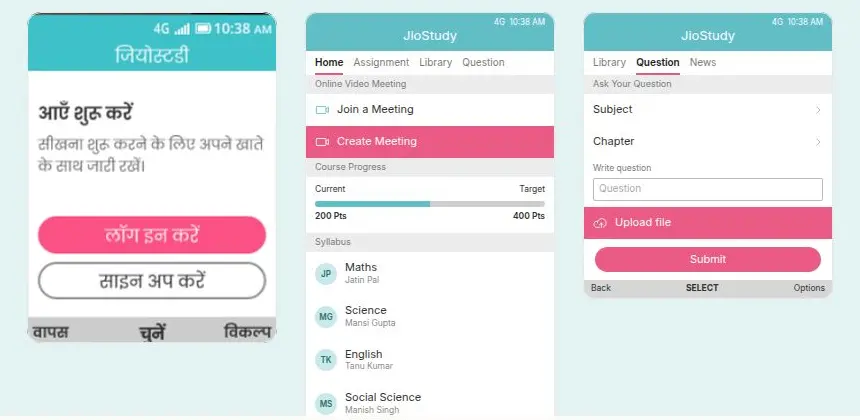 4G 10:38 AM
जियोस्टडी
आएँ शुरू करें
सीखना शुरू करने के लिए अपने खाते
के साथ जारी रखें।
लॉग इन करें
साइन अप करें
वापस चुनें विकल्प
4G 10:38 AM
JioStudy
Home Assignment Library Question
Online Video Meeting
Join a Meeting
Create Meeting
Course Progress
Current Target
200 Pts 400 Pts
Syllabus
JP Maths
Jatin Pal
MG Science
Mansi Gupta
TK English
Tanu Kumar
MS Social Science
Manish Singh
4G 10:38 AM
JioStudy
Library Question News
Ask Your Question
Subject
Chapter
Write question
Question
Upload file
Submit
Back SELECT Options